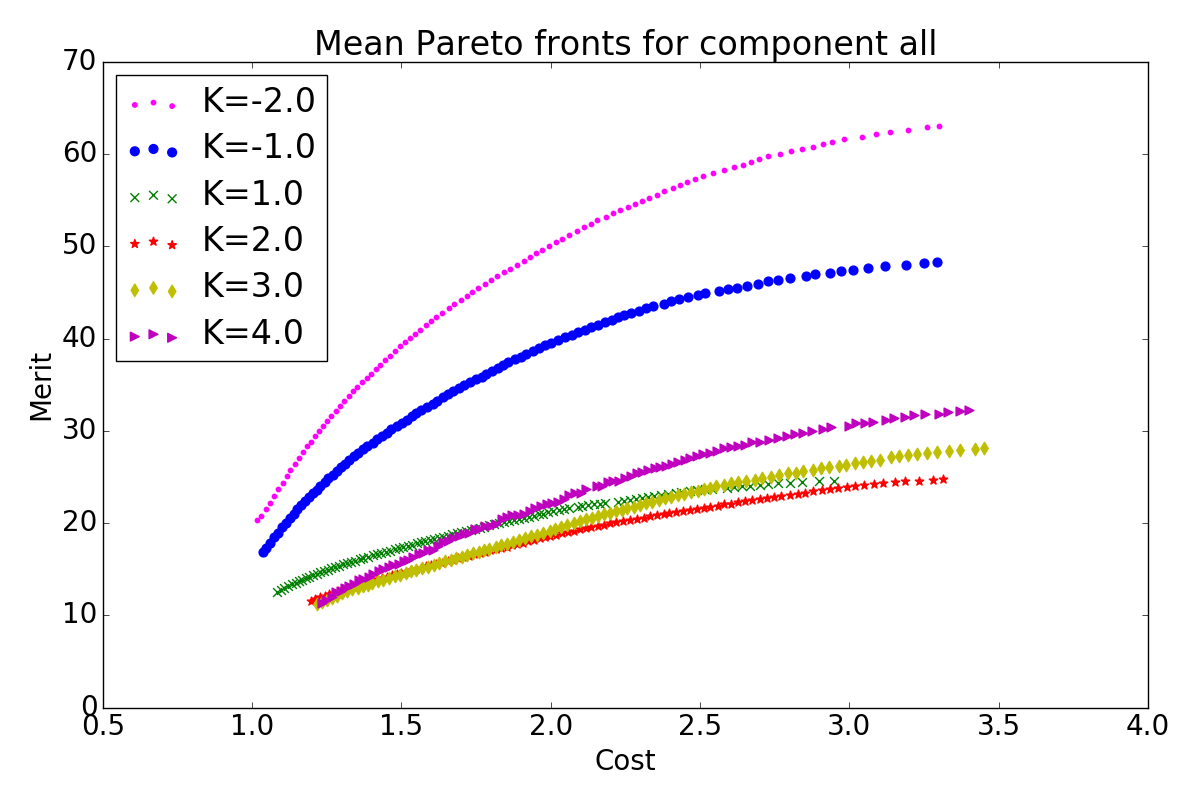 Mean Pareto fronts for component all
70
60
50
40
30
20
10
0
Merit
K=-2.0
K=-1.0
K=1.0
K=2.0
K=3.0
K=4.0
0.5 1.0 1.5 2.0 2.5 3.0 3.5 4.0
Cost